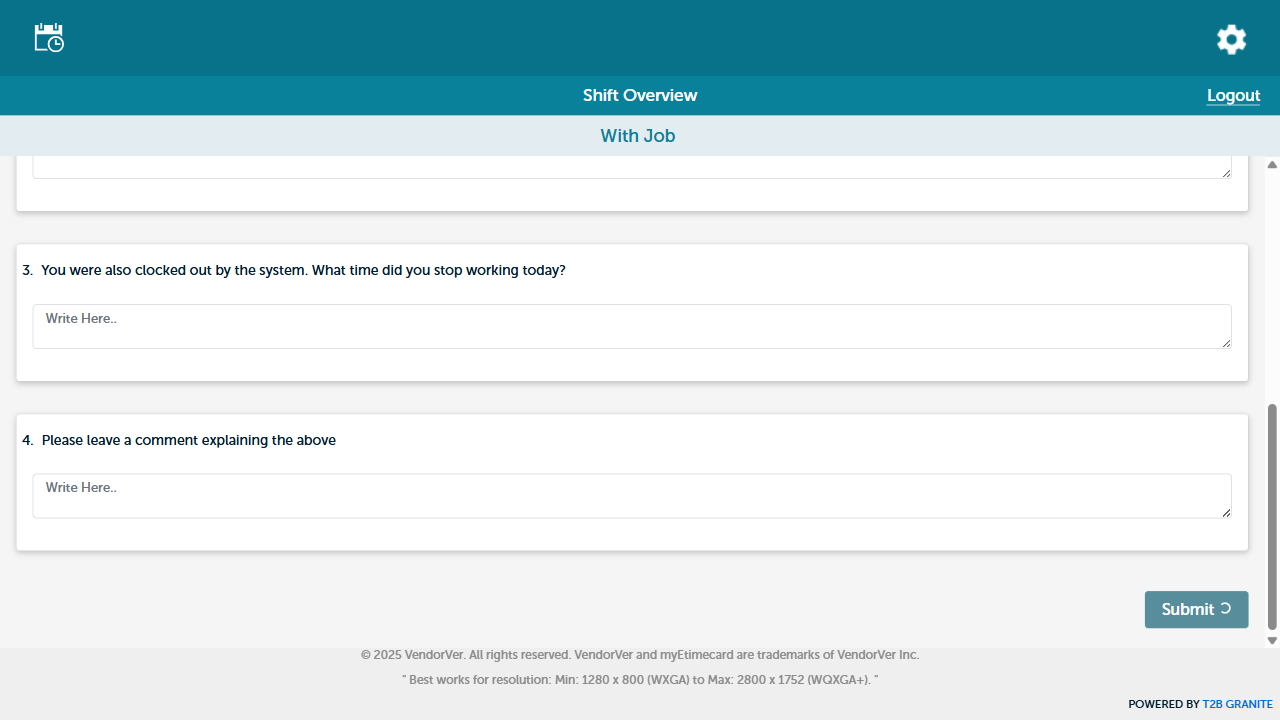 Shift Overview
Logout
With Job
3. You were also clocked out by the system. What time did you stop working today?
Write Here..
4. Please leave a comment explaining the above
Write Here..
Submit
© 2025 VendorVer. All rights reserved. VendorVer and myEtimecard are trademarks of VendorVer Inc.
" Best works for resolution: Min: 1280 x 800 (WXGA) to Max: 2800 x 1752 (WQXGA+). "
POWERED BY T2B GRANITE